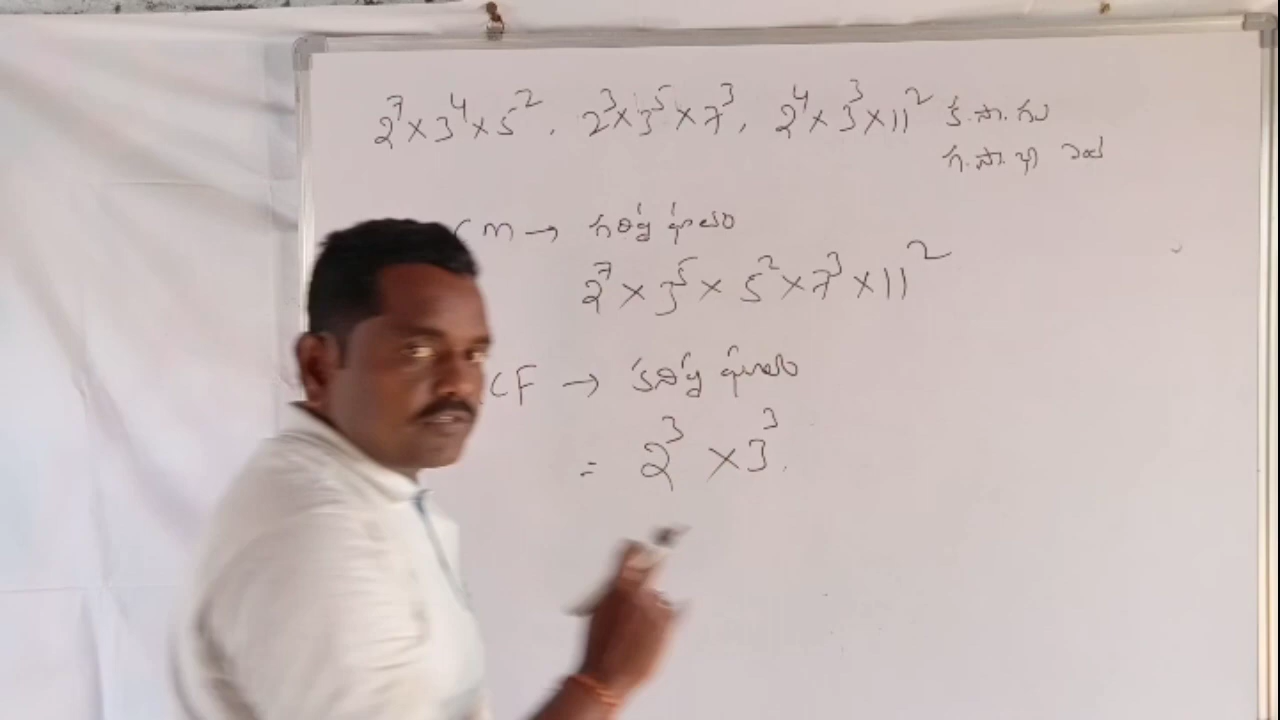 2⁷×3⁴×5², 2³×3⁵×7³, 2⁴×3³×11² క.సా.గు
గ.సా.భా ఎంత
CM → గరిష్ఠ ఘాతం
2⁷ × 3⁵ × 5² × 7³ × 11²
CF → కనిష్ఠ ఘాతం
= 2³ × 3³.